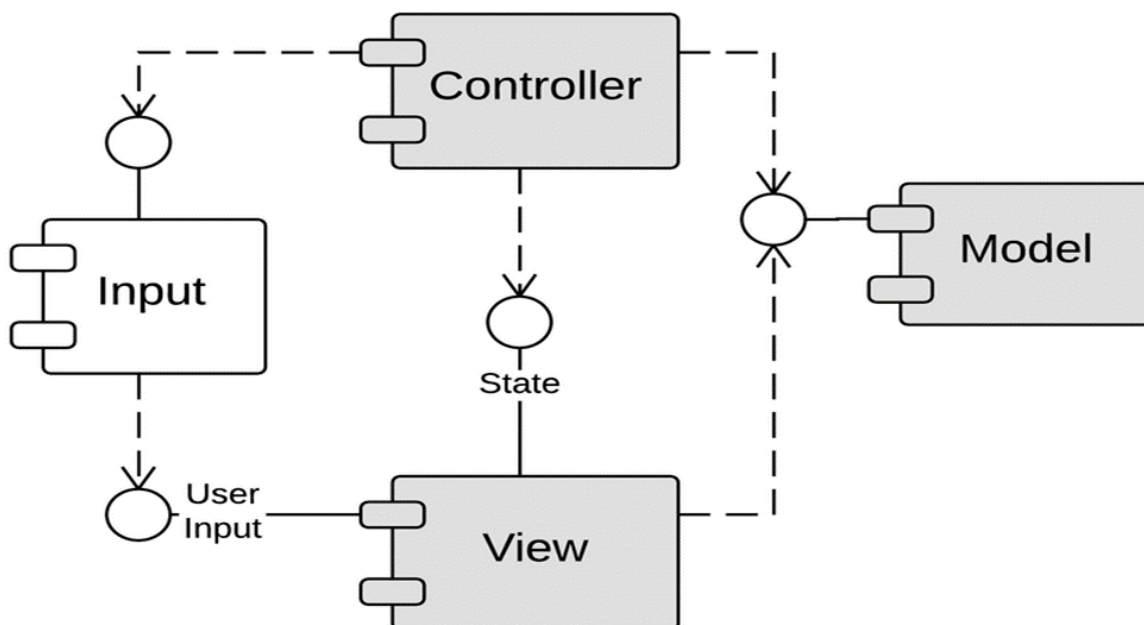 Controller
Model
Input
State
User
Input
View